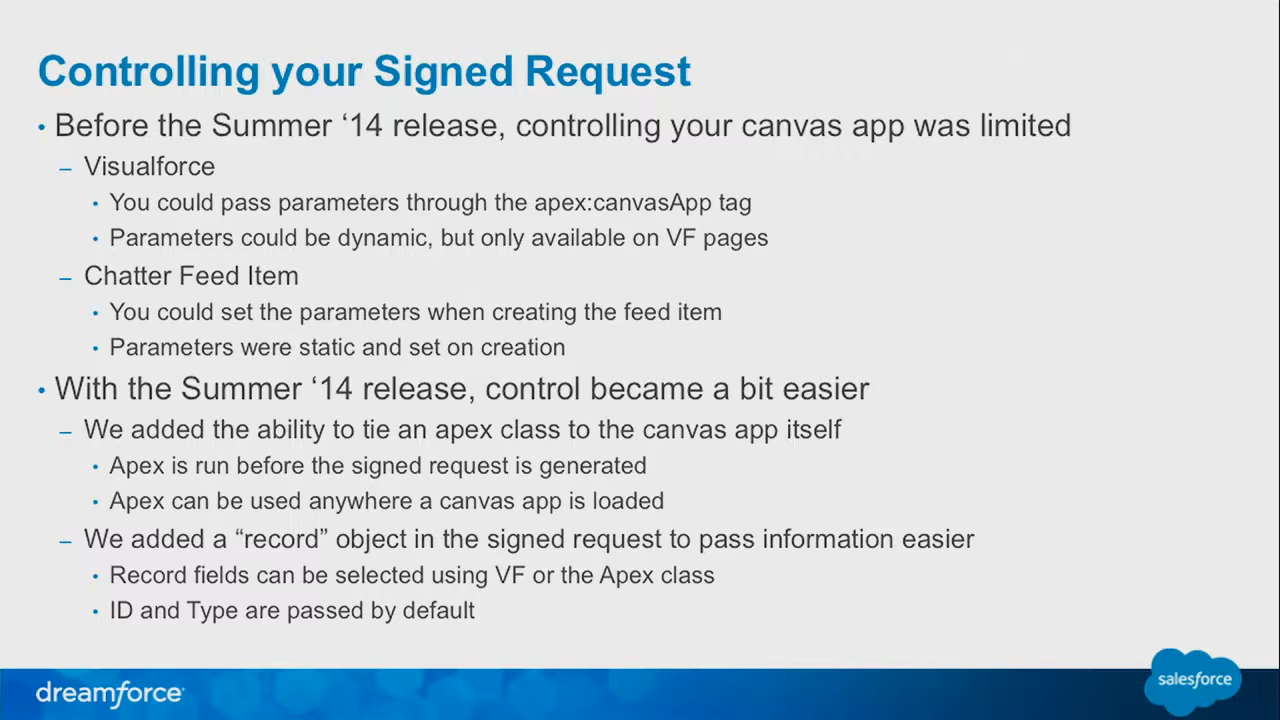 Controlling your Signed Request
• Before the Summer ‘14 release, controlling your canvas app was limited
– Visualforce
• You could pass parameters through the apex:canvasApp tag
• Parameters could be dynamic, but only available on VF pages
– Chatter Feed Item
• You could set the parameters when creating the feed item
• Parameters were static and set on creation
• With the Summer ‘14 release, control became a bit easier
– We added the ability to tie an apex class to the canvas app itself
• Apex is run before the signed request is generated
• Apex can be used anywhere a canvas app is loaded
– We added a “record” object in the signed request to pass information easier
• Record fields can be selected using VF or the Apex class
• ID and Type are passed by default
dreamforce
salesforce